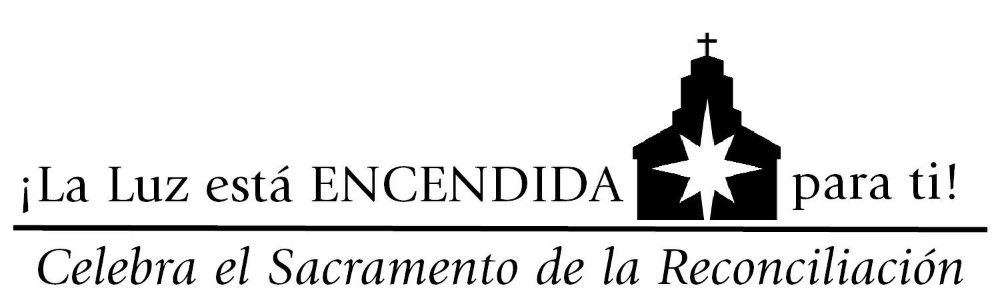 ¡La Luz está ENCENDIDA para ti!
Celebra el Sacramento de la Reconciliación